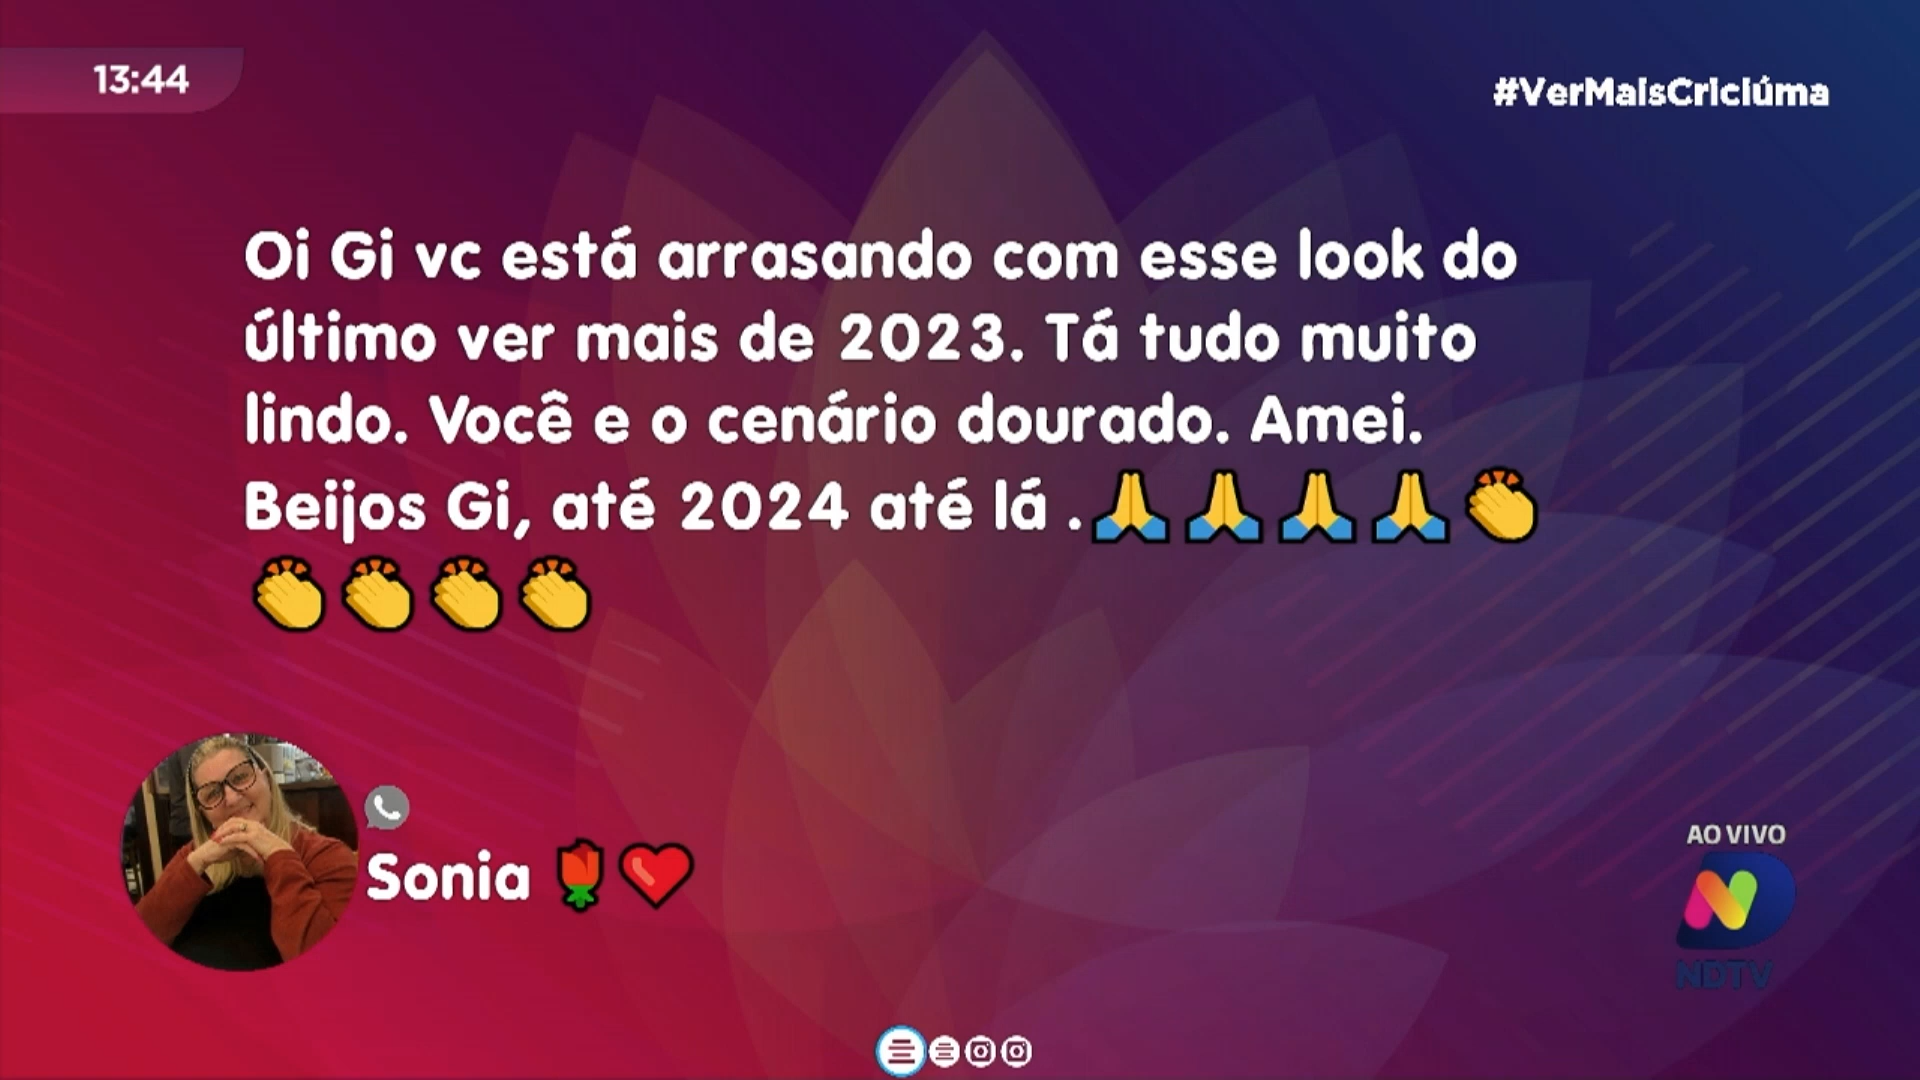 13:44
#VerMaisCriciúma
Oi Gi vc está arrasando com esse look do
último ver mais de 2023. Tá tudo muito
lindo. Você e o cenário dourado. Amei.
Beijos Gi, até 2024 até lá .🙏🙏🙏🙏👏
👏👏👏👏
Sonia 🌹❤️
AO VIVO
NDTV